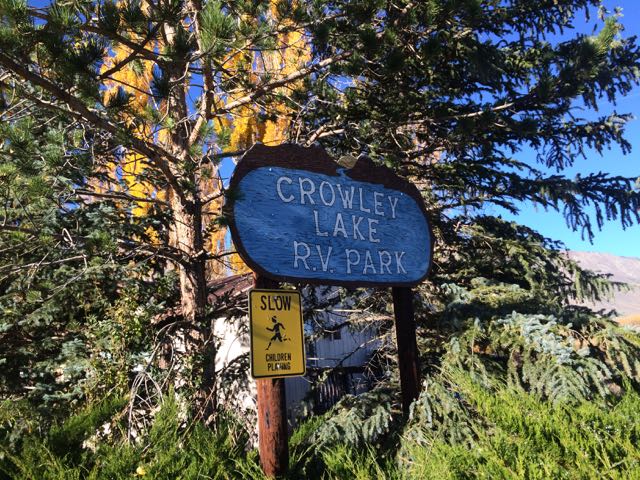 CROWLEY
LAKE
R.V. PARK
SLOW
CHILDREN
PLAYING